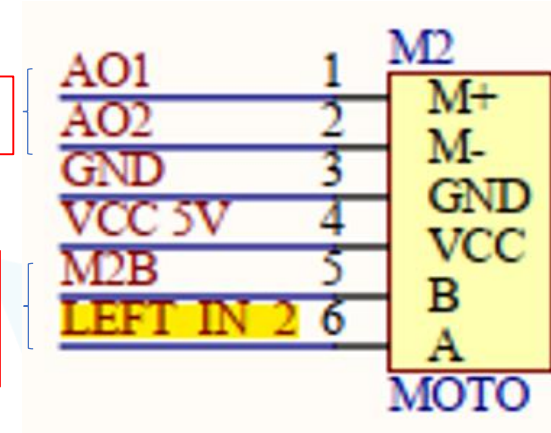 M2
AO1 1 M+
AO2 2 M-
GND 3 GND
VCC 5V 4 VCC
M2B 5 B
LEFT IN 2 6 A
MOTO